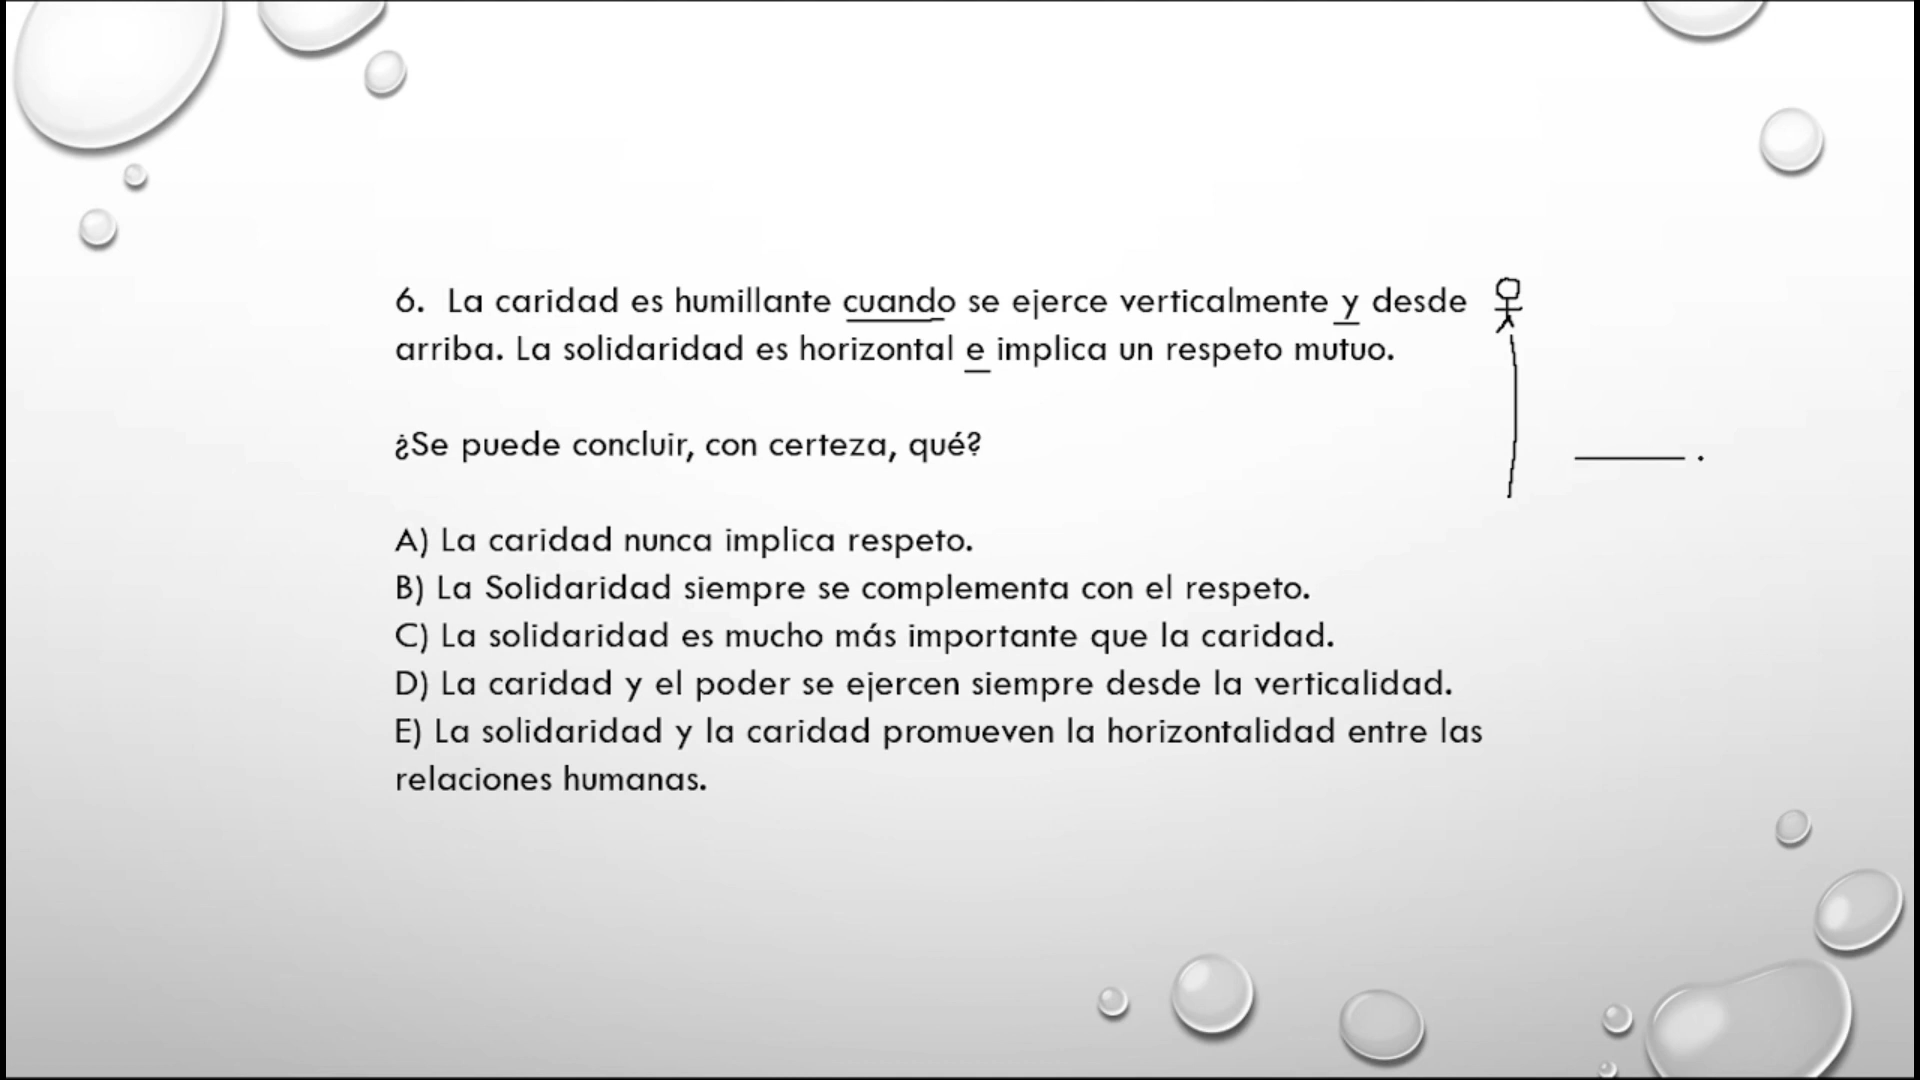 6. La caridad es humillante cuando se ejerce verticalmente y desde
arriba. La solidaridad es horizontal e implica un respeto mutuo.
¿Se puede concluir, con certeza, qué?
A) La caridad nunca implica respeto.
B) La Solidaridad siempre se complementa con el respeto.
C) La solidaridad es mucho más importante que la caridad.
D) La caridad y el poder se ejercen siempre desde la verticalidad.
E) La solidaridad y la caridad promueven la horizontalidad entre las
relaciones humanas.